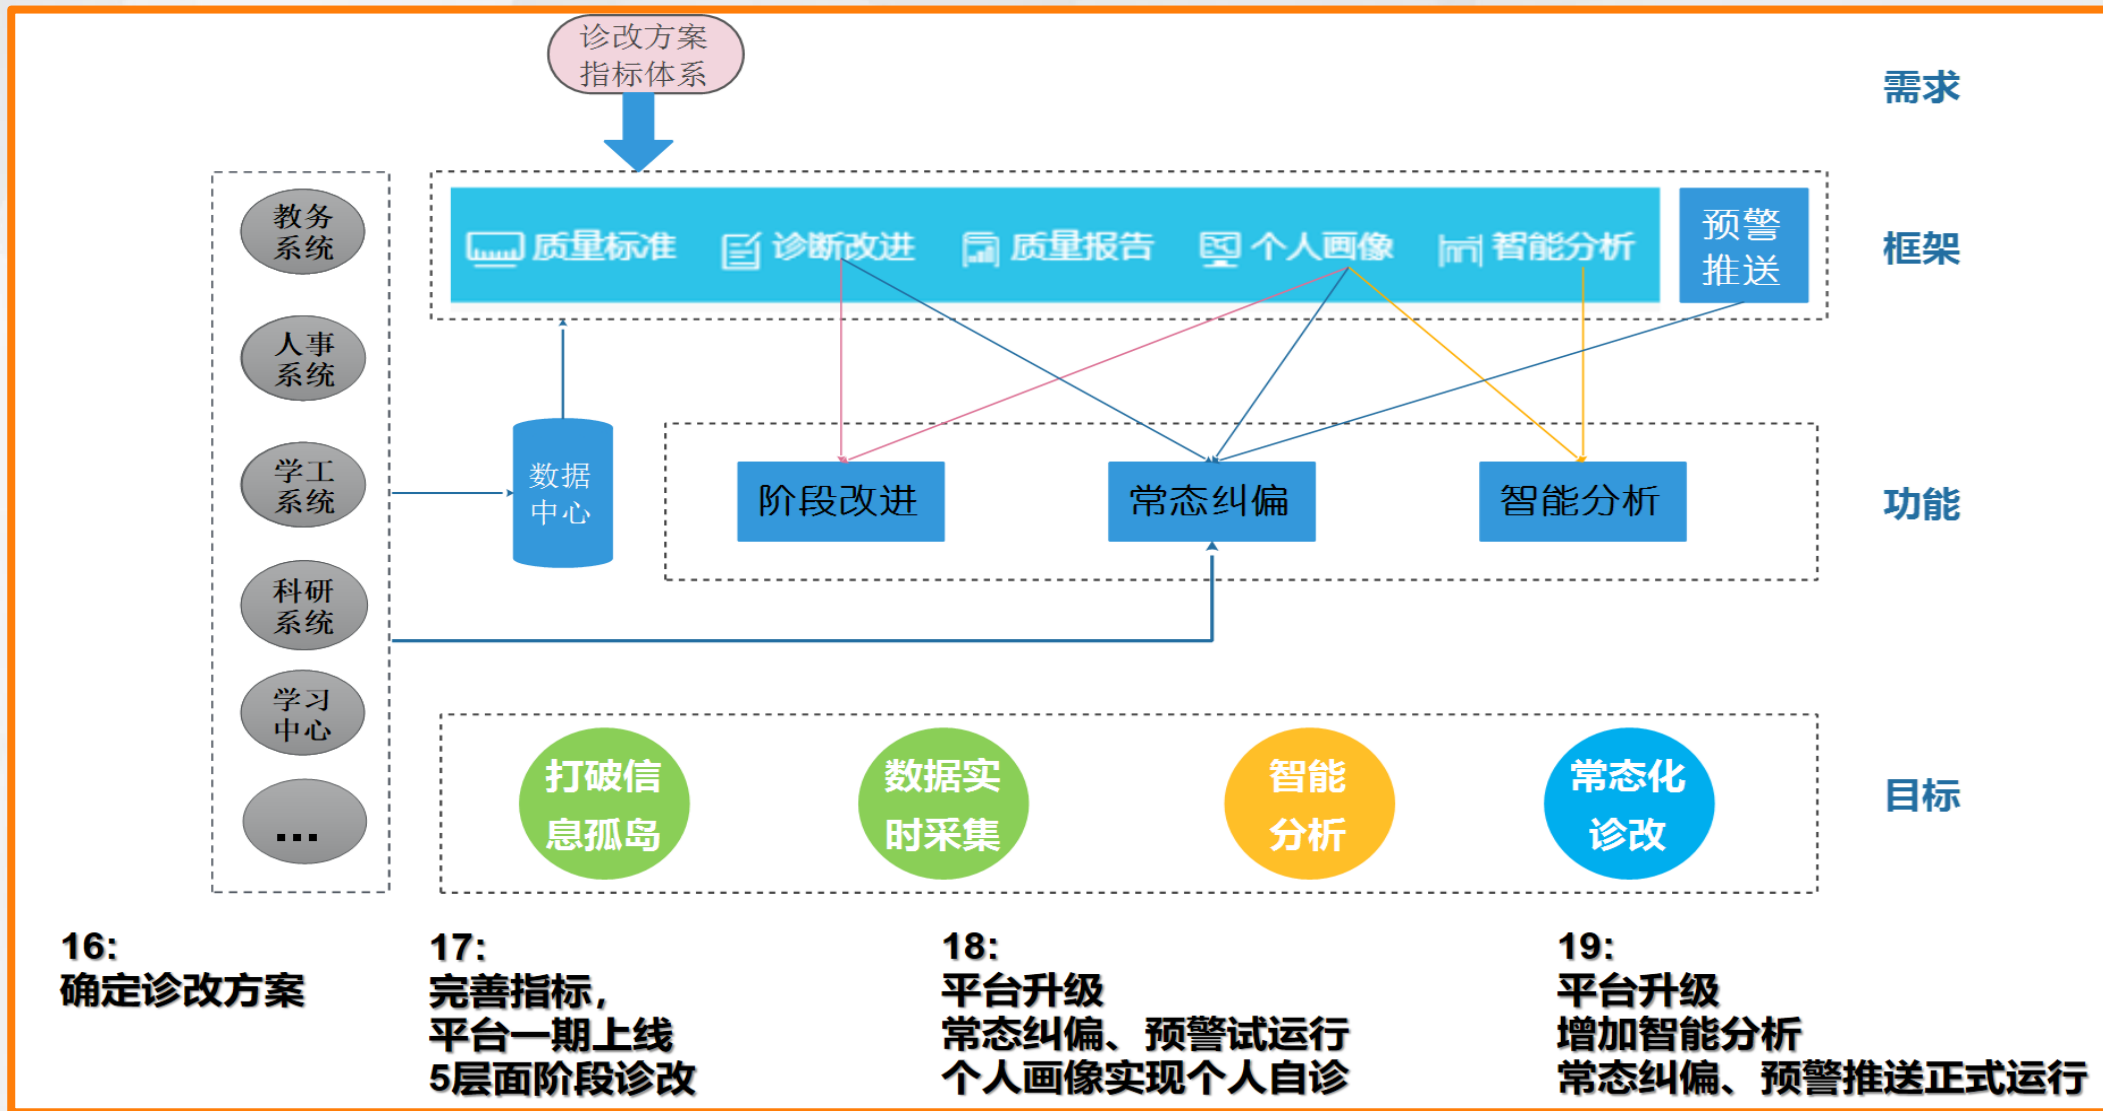 诊改方案
指标体系
需求
教务
系统
质量标准
诊断改进
质量报告
个人画像
智能分析
预警
推送
框架
人事
系统
学工
系统
数据
中心
阶段改进
常态纠偏
智能分析
功能
科研
系统
学习
中心
...
打破信
息孤岛
数据实
时采集
智能
分析
常态化
诊改
目标
16:
确定诊改方案
17:
完善指标，
平台一期上线
5层面阶段诊改
18:
平台升级
常态纠偏、预警试运行
个人画像实现个人自诊
19:
平台升级
增加智能分析
常态纠偏、预警推送正式运行